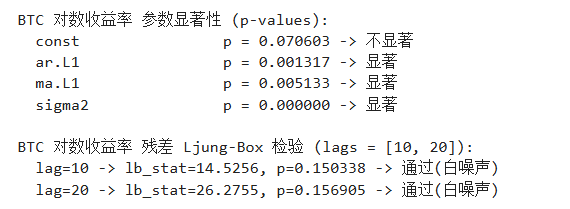 BTC 对数收益率 参数显著性 (p-values):
const p = 0.070603 -> 不显著
ar.L1 p = 0.001317 -> 显著
ma.L1 p = 0.005133 -> 显著
sigma2 p = 0.000000 -> 显著
BTC 对数收益率 残差 Ljung-Box 检验 (lags = [10, 20]):
lag=10 -> lb_stat=14.5256, p=0.150338 -> 通过(白噪声)
lag=20 -> lb_stat=26.2755, p=0.156905 -> 通过(白噪声)